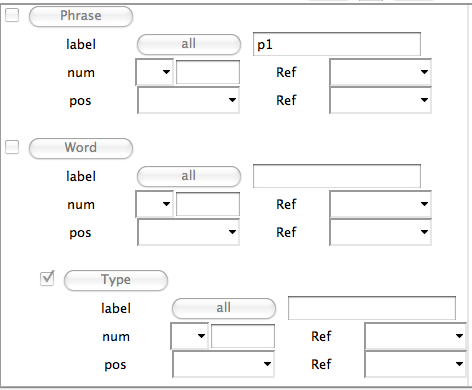 Phrase
label all p1
num Ref
pos Ref
Word
label all
num Ref
pos Ref
Type
label all
num Ref
pos Ref